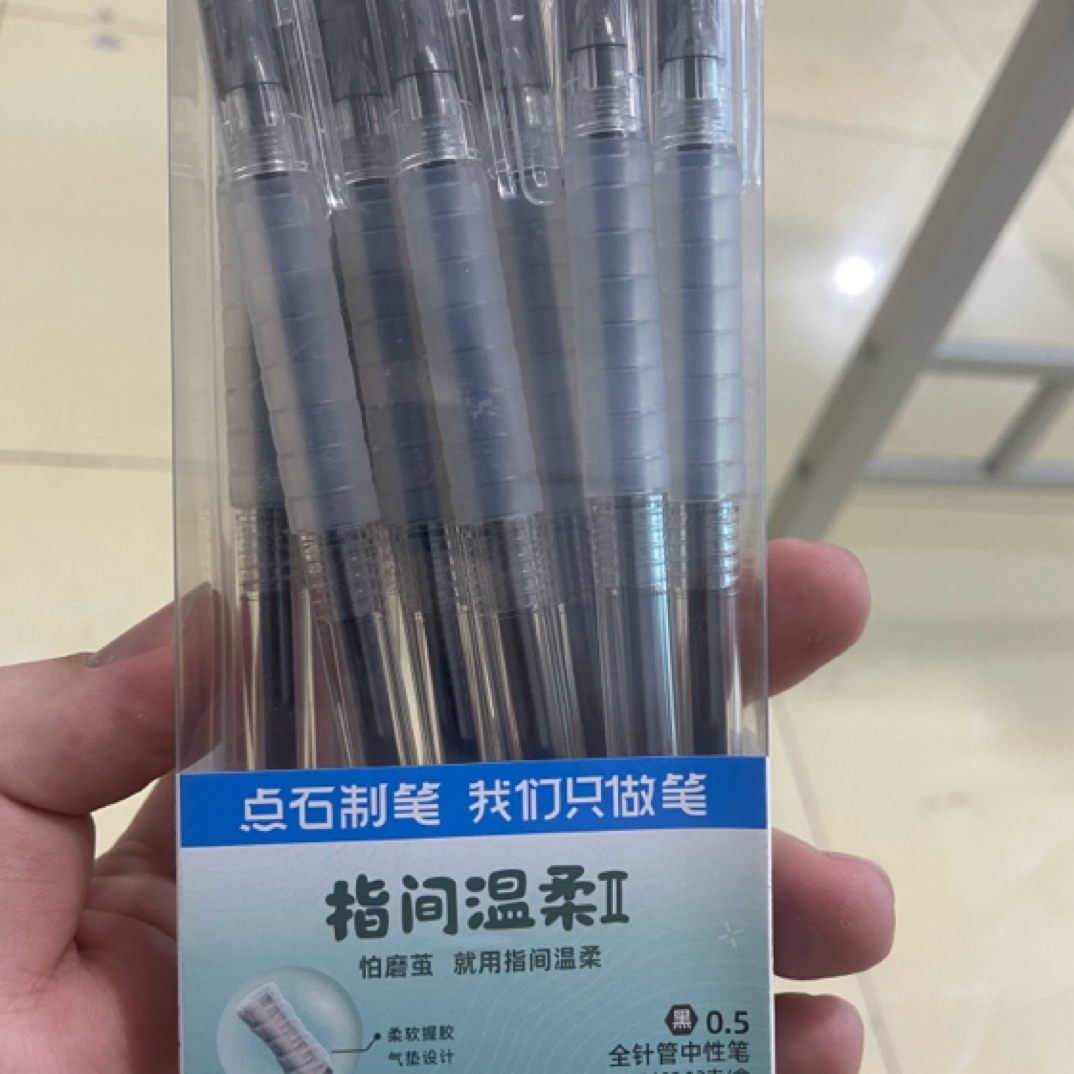 点石制笔 我们只做笔
指间温柔II
怕磨茧 就用指间温柔
柔软握胶
气垫设计
黑 0.5
全针管中性笔